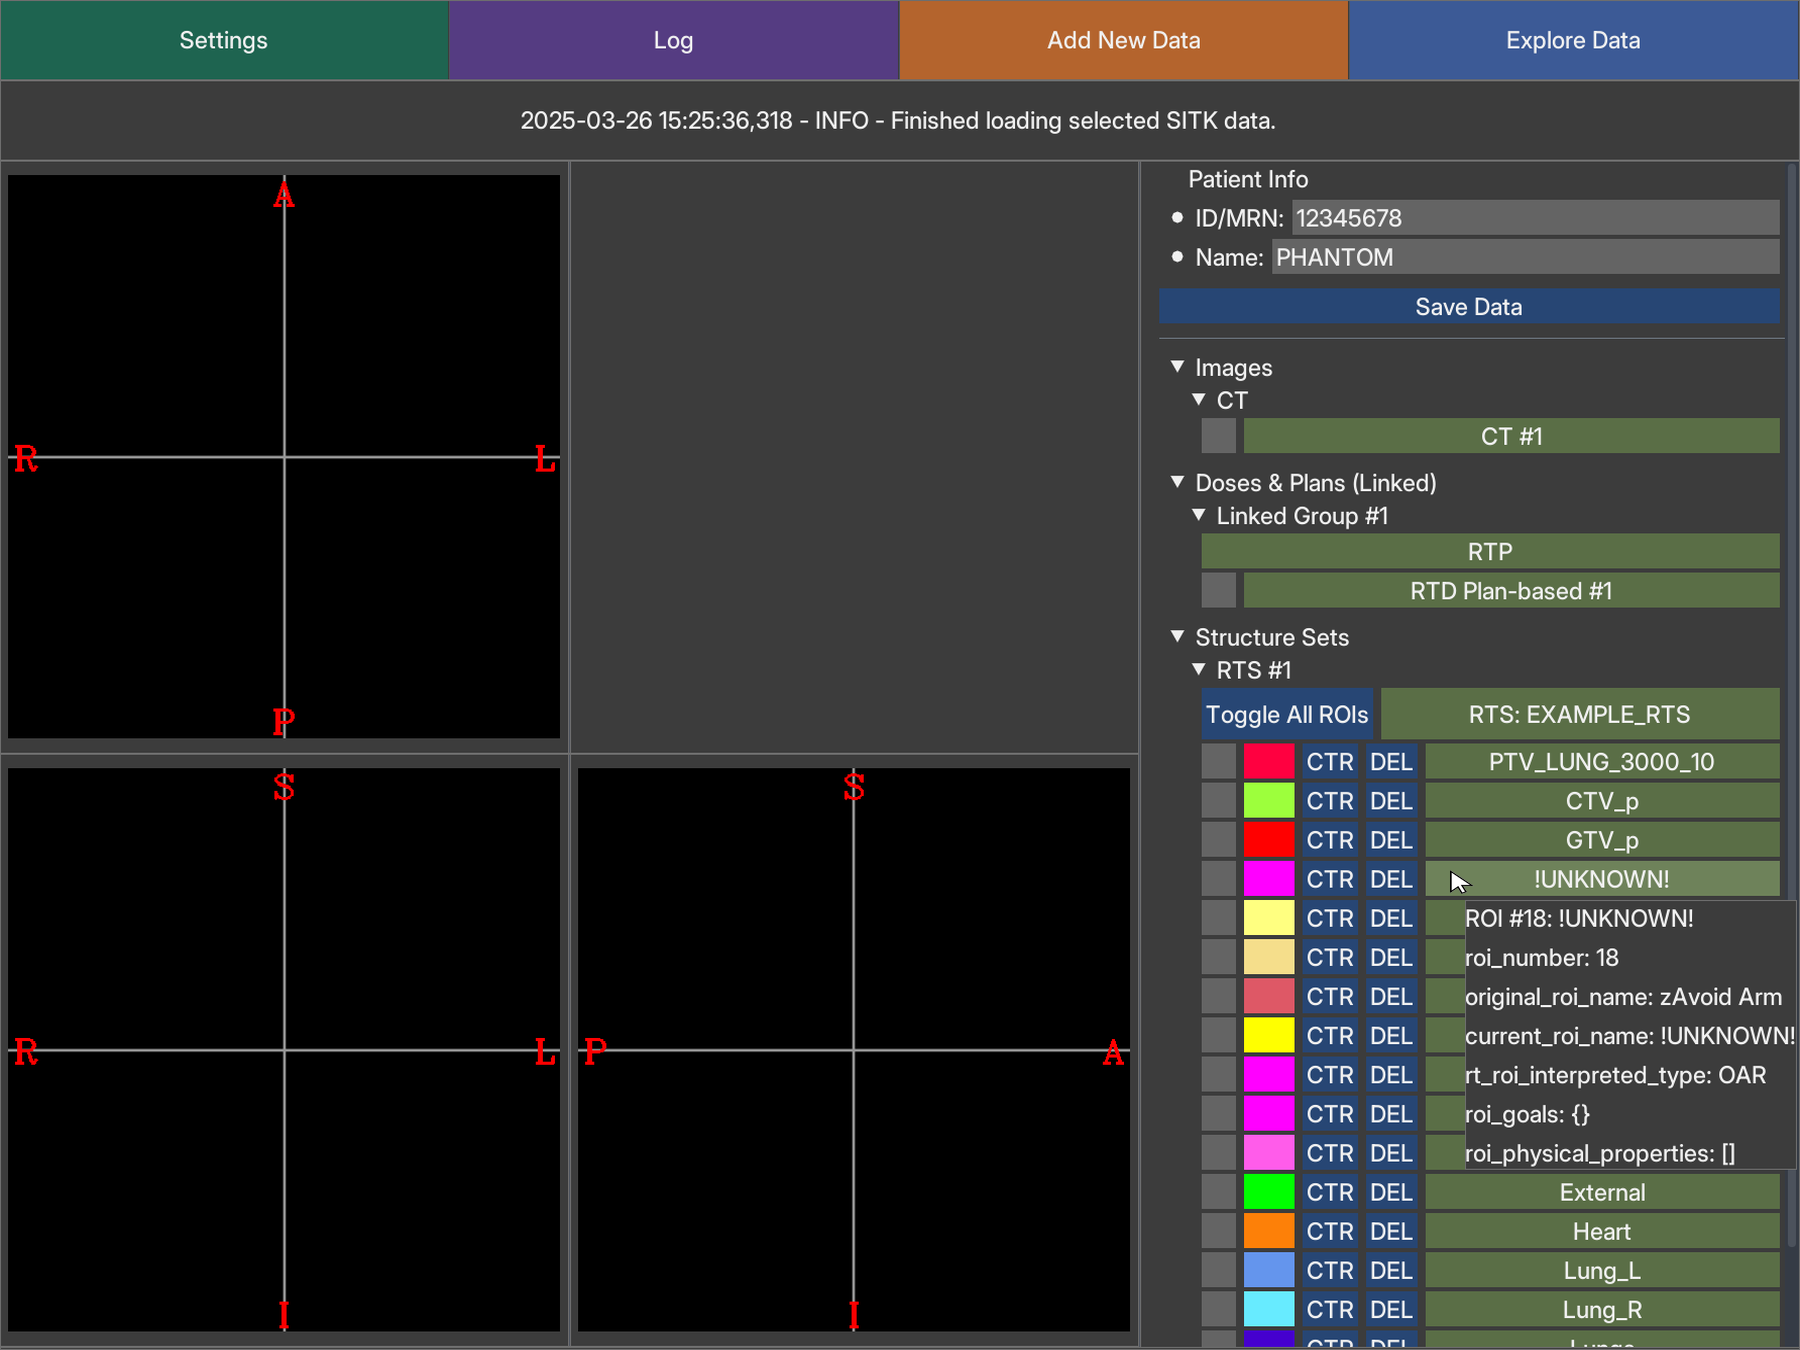 Settings Log Add New Data Explore Data
2025-03-26 15:25:36,318 - INFO - Finished loading selected SITK data.
A
R L
P
S
R L
I
S
P A
I
Patient Info
ID/MRN: 12345678
Name: PHANTOM
Save Data
Images
CT
CT #1
Doses & Plans (Linked)
Linked Group #1
RTP
RTD Plan-based #1
Structure Sets
RTS #1
Toggle All ROIs RTS: EXAMPLE_RTS
CTR DEL PTV_LUNG_3000_10
CTR DEL CTV_p
CTR DEL GTV_p
CTR DEL !UNKNOWN!
CTR DEL ROI #18: !UNKNOWN!
CTR DEL roi_number: 18
CTR DEL original_roi_name: zAvoid Arm
CTR DEL current_roi_name: !UNKNOWN!
CTR DEL rt_roi_interpreted_type: OAR
CTR DEL roi_goals: {}
CTR DEL roi_physical_properties: []
CTR DEL External
CTR DEL Heart
CTR DEL Lung_L
CTR DEL Lung_R
CTR DEL Lungs